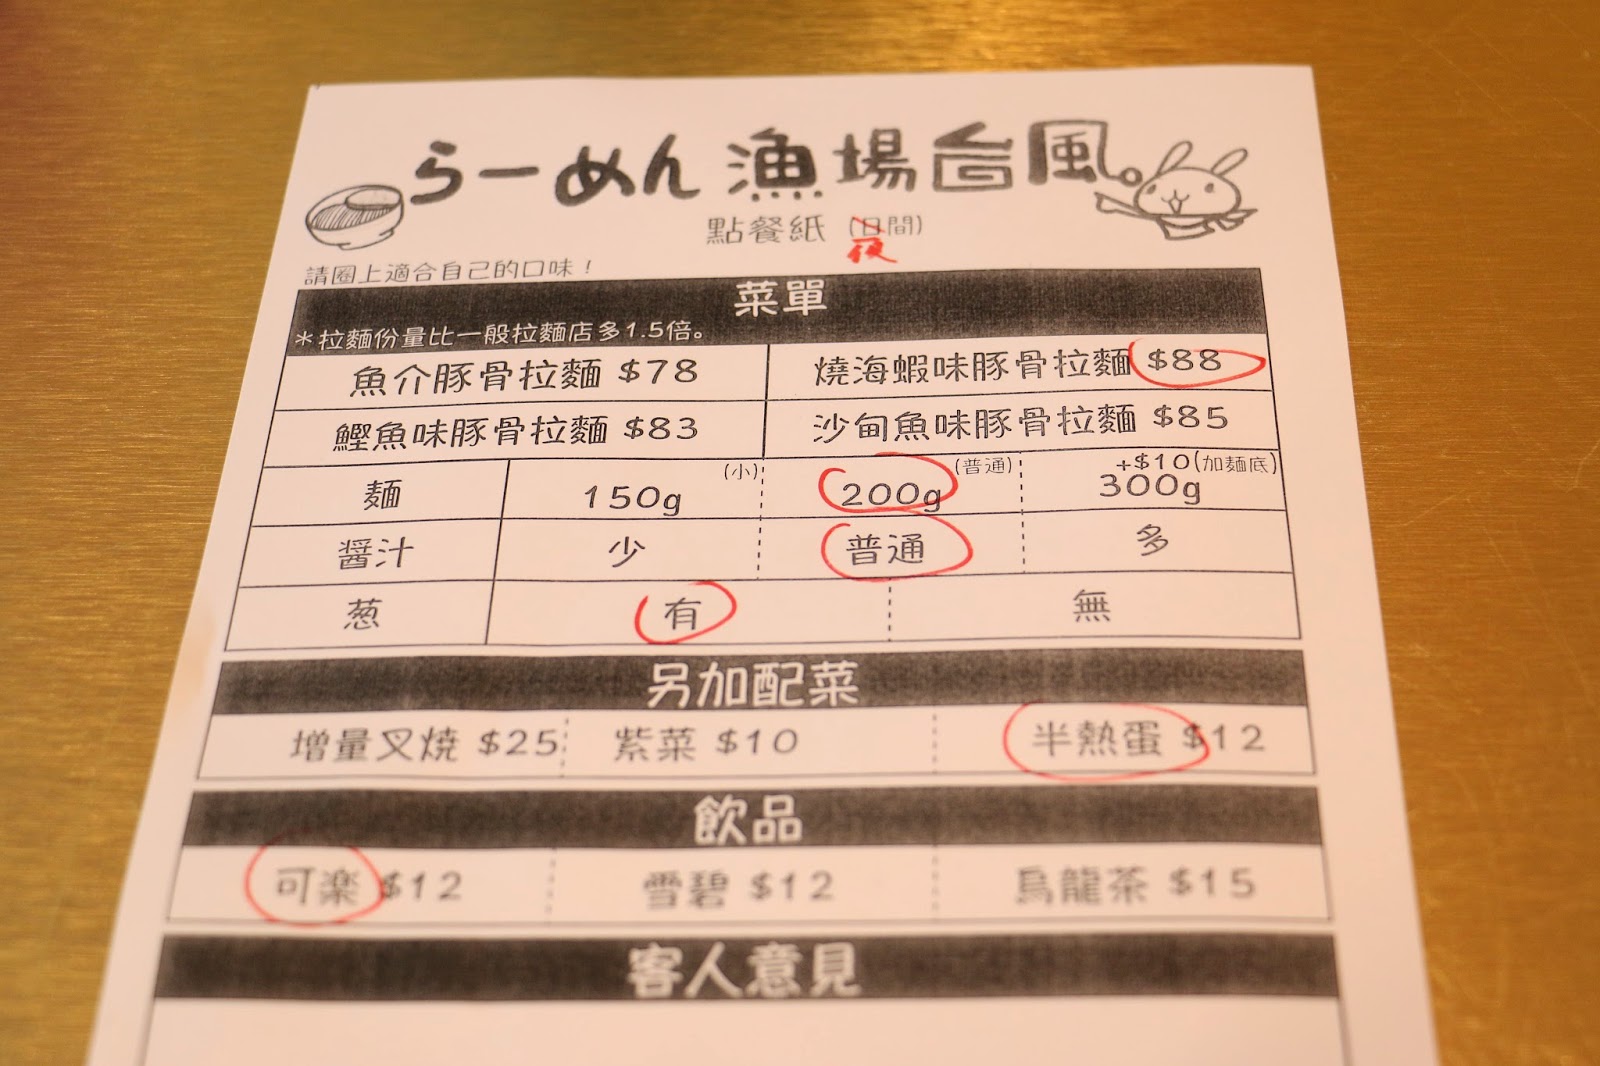 らーめん 漁場台風。
點餐紙 (日間)
夜
請圈上適合自己的口味！
菜單
＊拉麵份量比一般拉麵店多1.5倍。
魚介豚骨拉麵 $78
燒海蝦味豚骨拉麵 $88
鰹魚味豚骨拉麵 $83
沙甸魚味豚骨拉麵 $85
麵 150g (小) 200g (普通) +$10(加麵底) 300g
醤汁 少 普通 多
葱 有 無
另加配菜
增量叉燒 $25 紫菜 $10 半熱蛋 $12
飲品
可楽 $12 雪碧 $12 烏龍茶 $15
客人意見